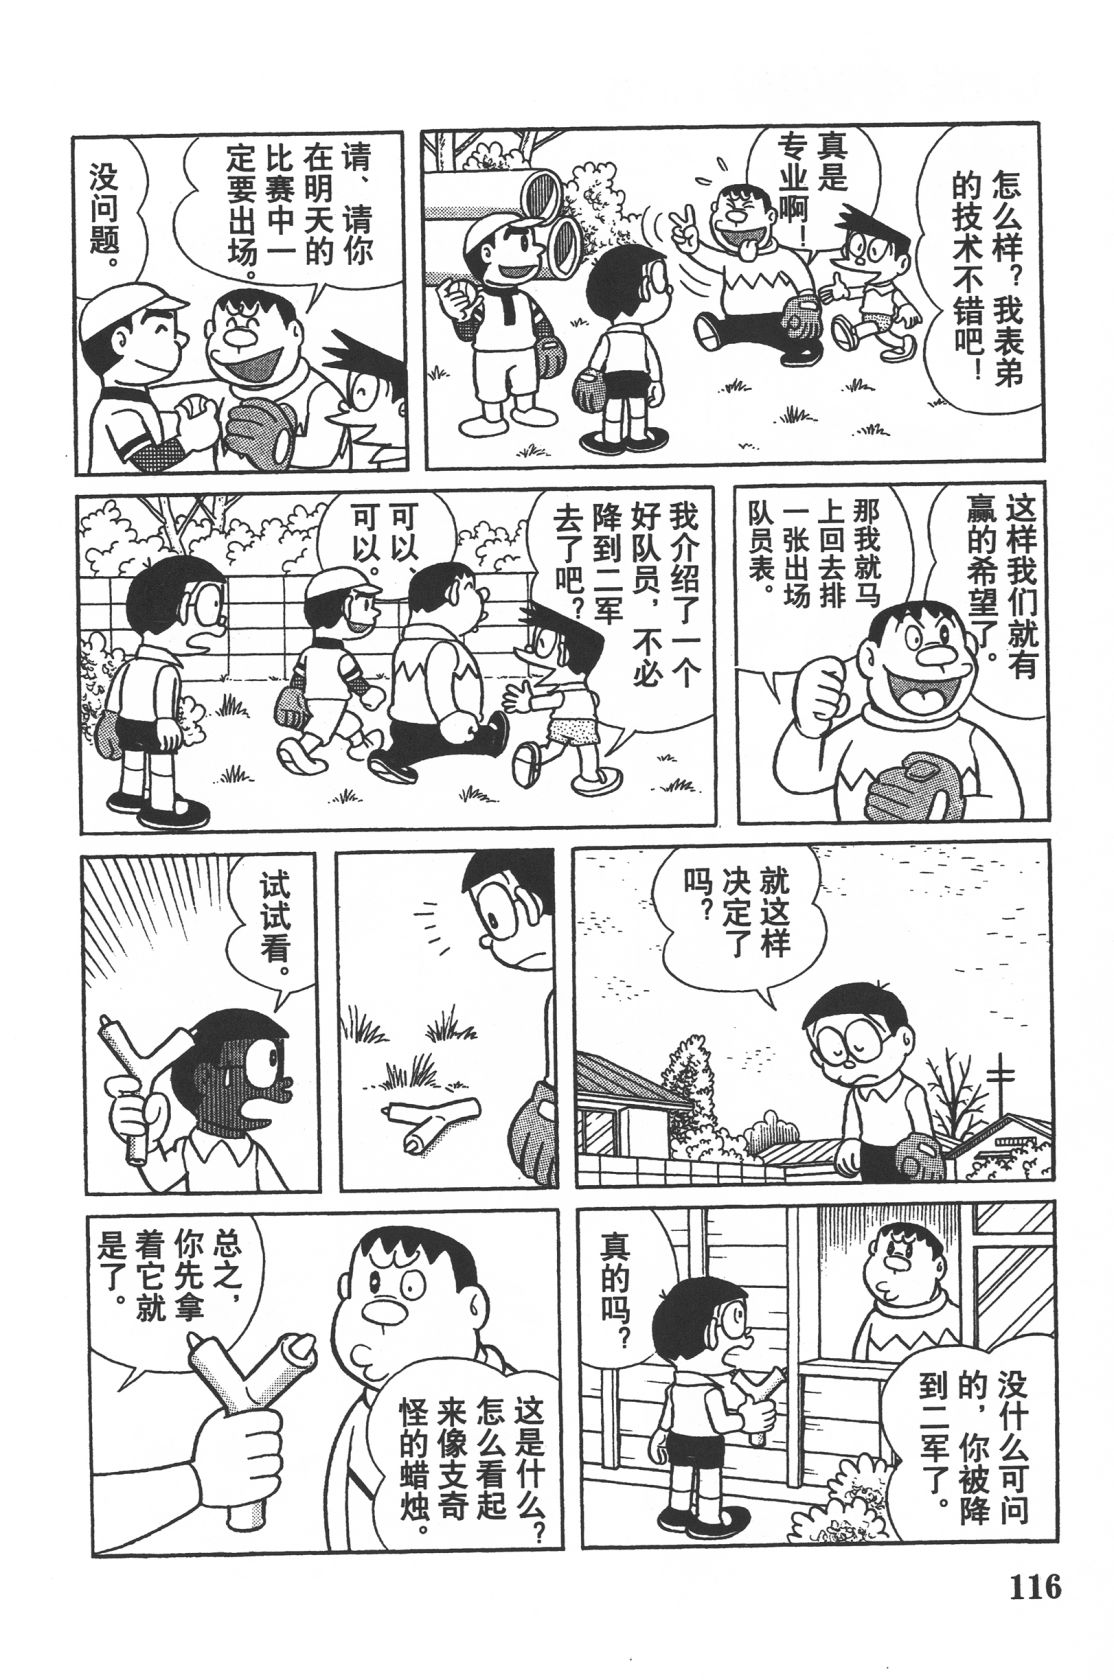 怎么样？我表弟
的技术不错吧！
真是
专业啊！
请、请你
在明天的
比赛中一
定要出场。
没问题。
这样我们就有
赢的希望了。
那我就马
上回去排
一张出场
队员表。
我介绍了一个
好队员，不必
降到二军
去了吧？
可以、
可以。
就这样
决定了
吗？
试试看。
真的吗？
没什么可问
的，你被降
到二军了。
这是什么？
怎么看起
来像支奇
怪的蜡烛。
总之，
你先拿
着它就
是了。
116